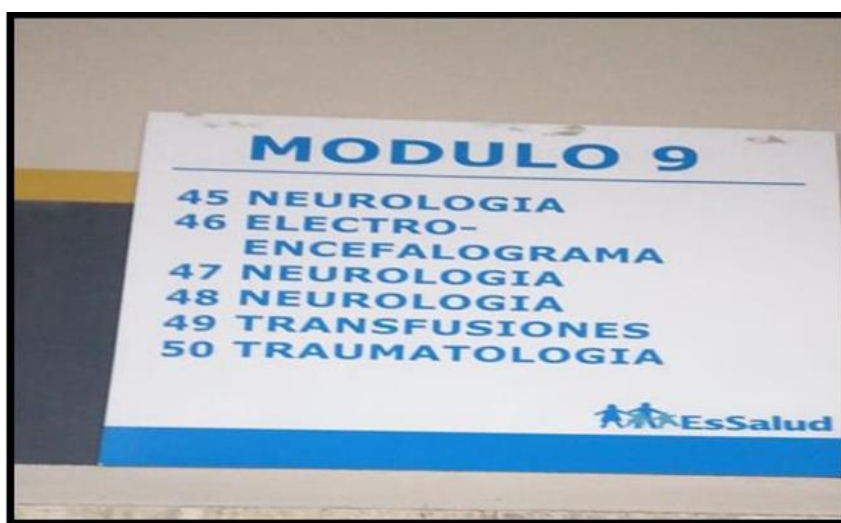 MODULO 9
45 NEUROLOGIA
46 ELECTRO-
ENCEFALOGRAMA
47 NEUROLOGIA
48 NEUROLOGIA
49 TRANSFUSIONES
50 TRAUMATOLOGIA
EsSalud